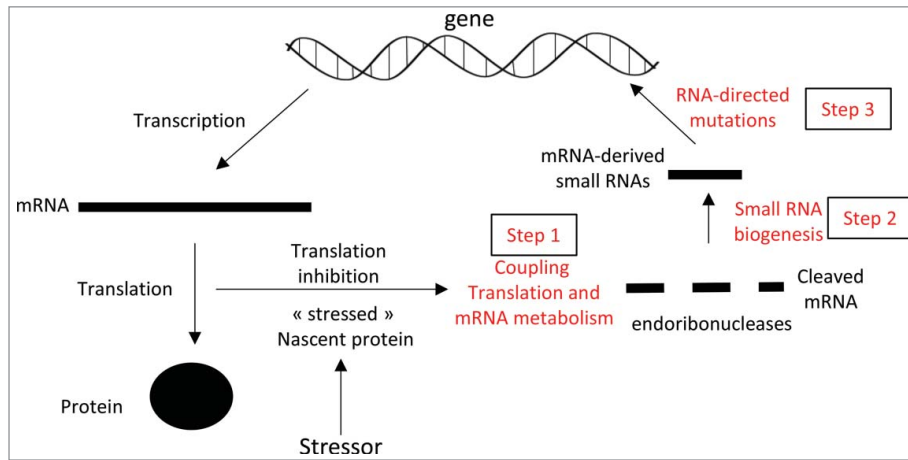 gene
Transcription
RNA-directed
mutations
Step 3
mRNA-derived
small RNAs
mRNA
Small RNA
biogenesis
Step 2
Step 1
Translation
inhibition
Coupling
Translation and
mRNA metabolism
Translation
Cleaved
mRNA
endoribonucleases
« stressed »
Nascent protein
Protein
Stressor